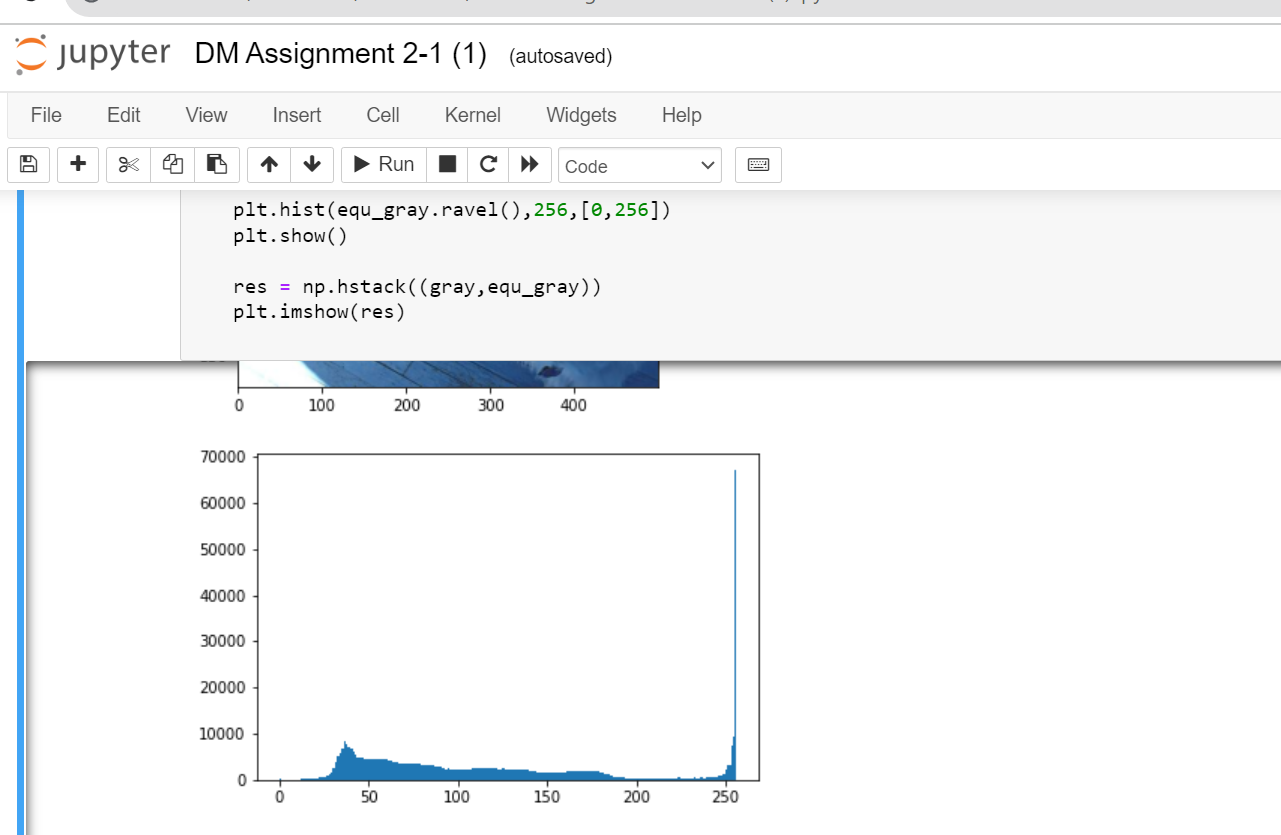 jupyter DM Assignment 2-1 (1) (autosaved)
File Edit View Insert Cell Kernel Widgets Help
Run Code
plt.hist(equ_gray.ravel(),256,[0,256])
plt.show()
res = np.hstack((gray,equ_gray))
plt.imshow(res)
0 100 200 300 400
70000
60000
50000
40000
30000
20000
10000
0
0 50 100 150 200 250